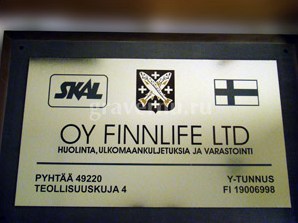 SKAL
OY FINNLIFE LTD
HUOLINTA, ULKOMAANKULJETUKSIA JA VARASTOINTI
PYHTÄÄ 49220
TEOLLISUUSKUJA 4
Y-TUNNUS
FI 19006998